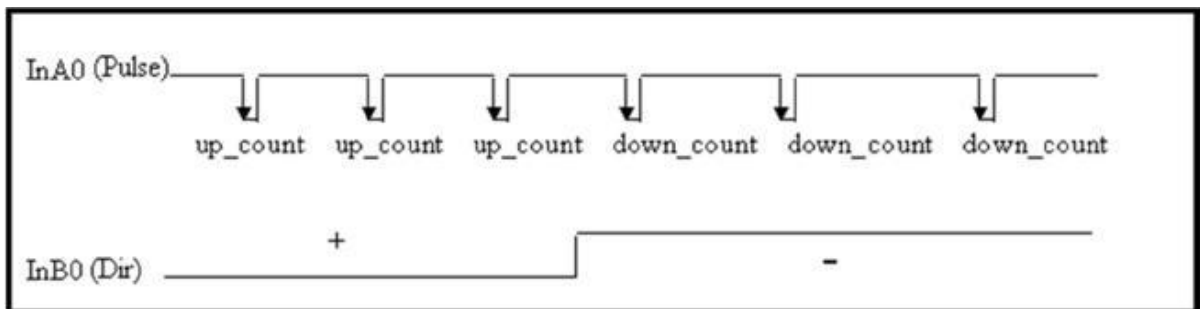 InA0 (Pulse)
up_count up_count up_count down_count down_count down_count
+
InB0 (Dir)
-